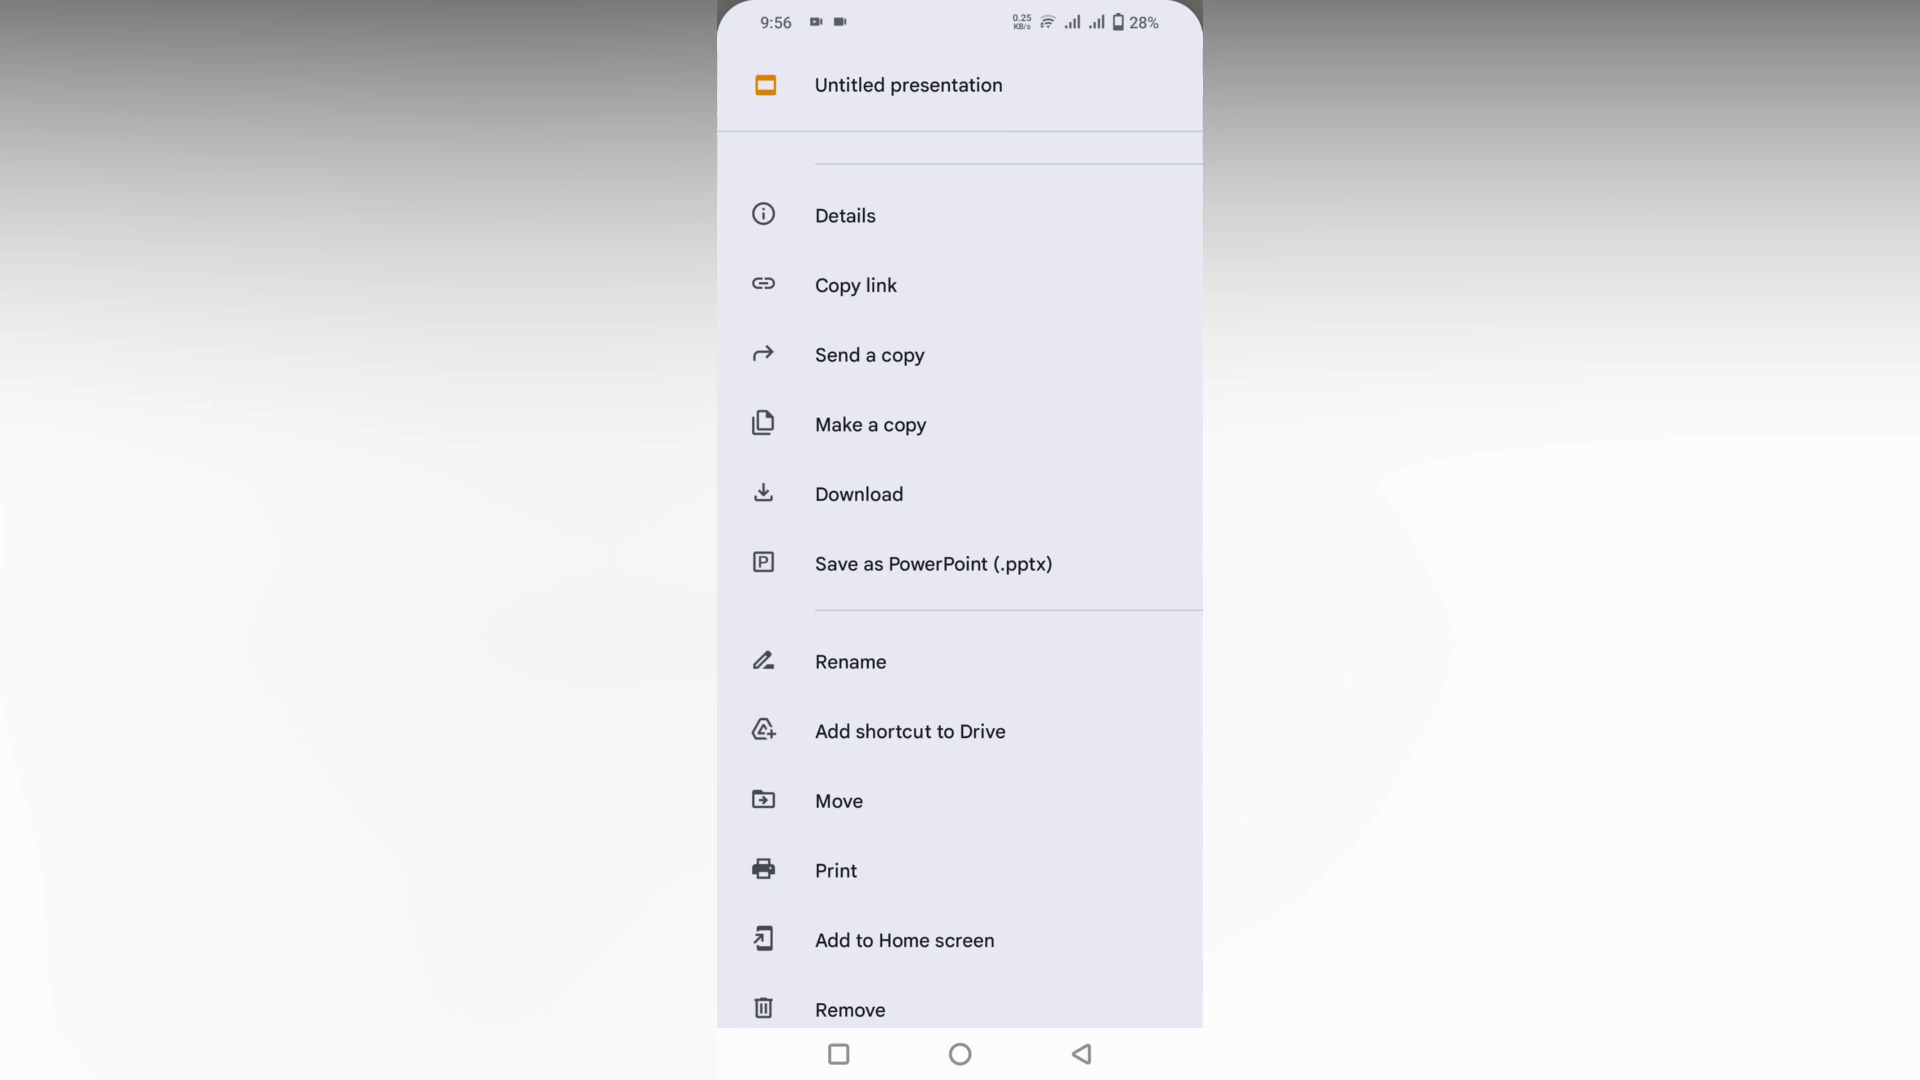 9:56
0.25
KB/s
28%
Untitled presentation
Details
Copy link
Send a copy
Make a copy
Download
P
Save as PowerPoint (.pptx)
Rename
Add shortcut to Drive
Move
Print
Add to Home screen
Remove